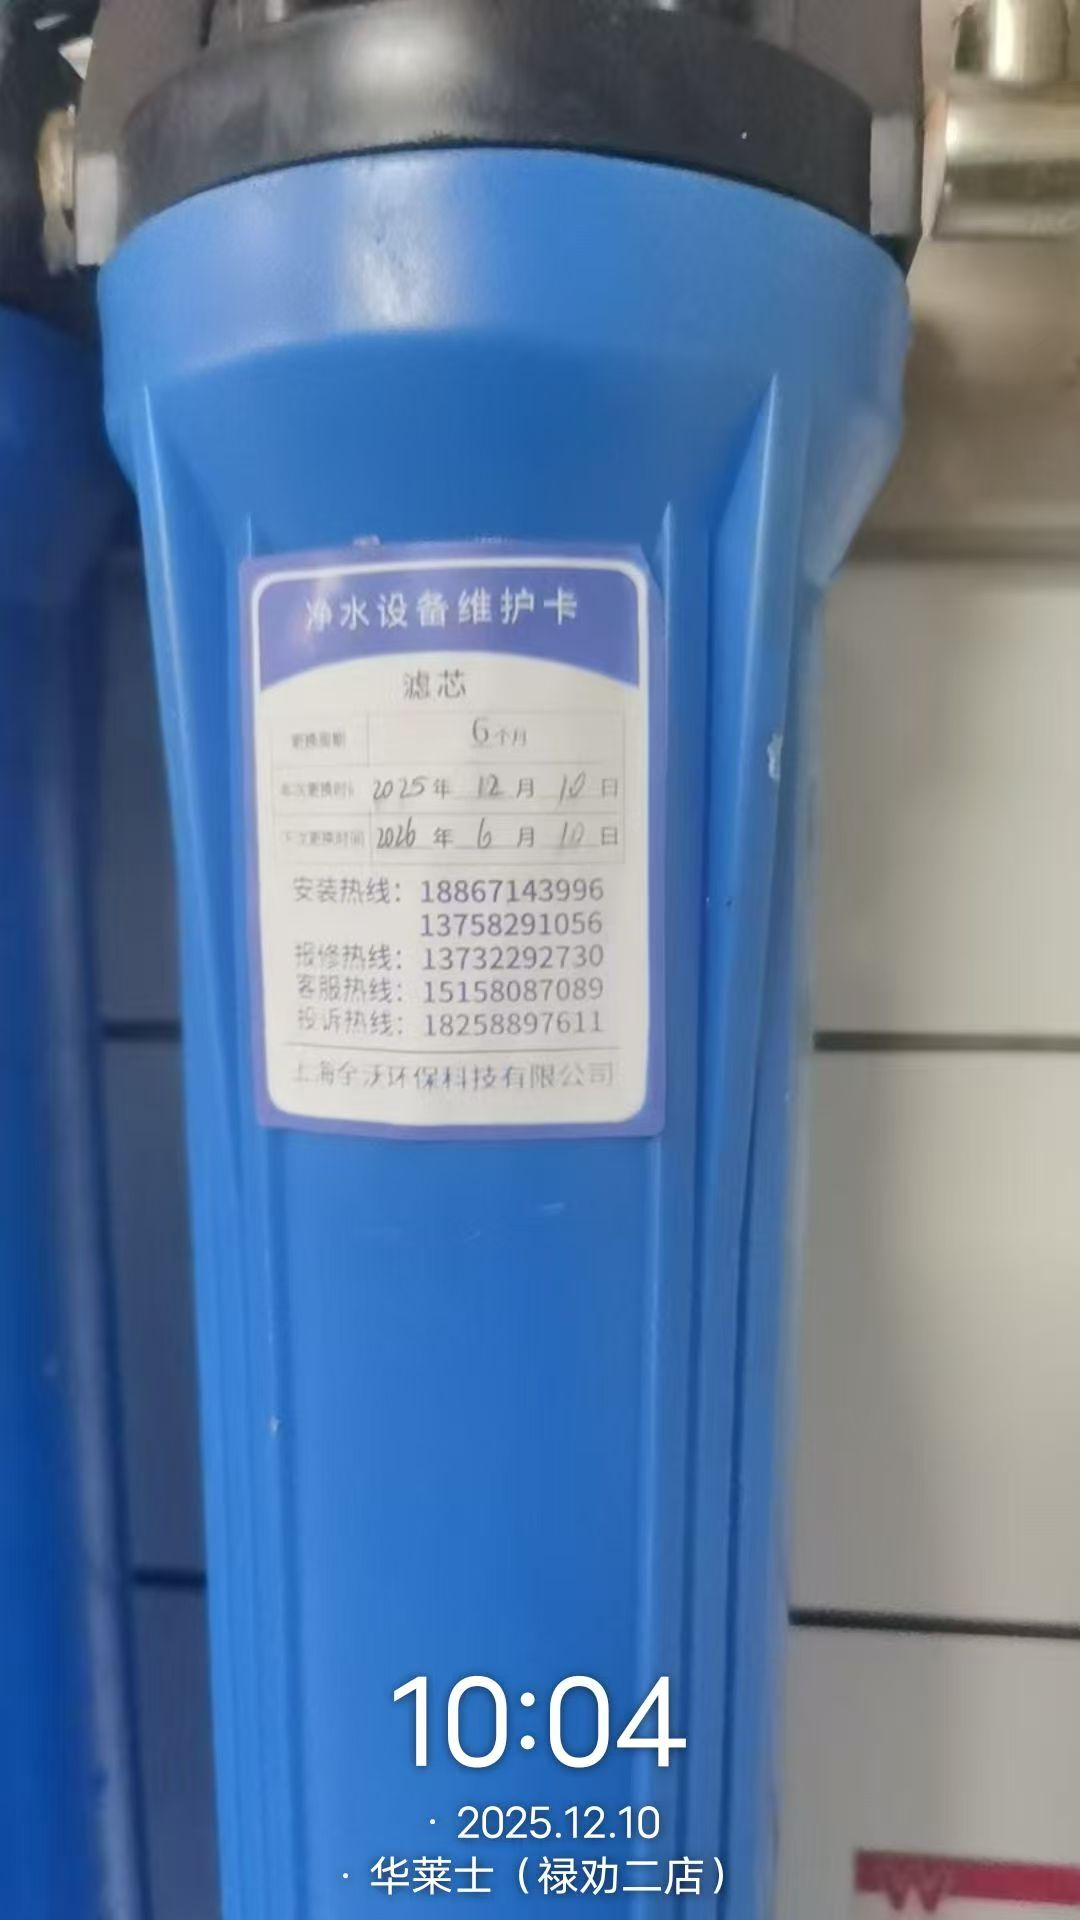 净水设备维护卡
滤芯
更换周期 6个月
本次更换时间 2025年 12月 10日
下次更换时间 2026年 6月 10日
安装热线：18867143996
13758291056
报修热线：13732292730
客服热线：15158087089
投诉热线：18258897611
上海全沃环保科技有限公司
10:04
· 2025.12.10
· 华莱士（禄劝二店）
W